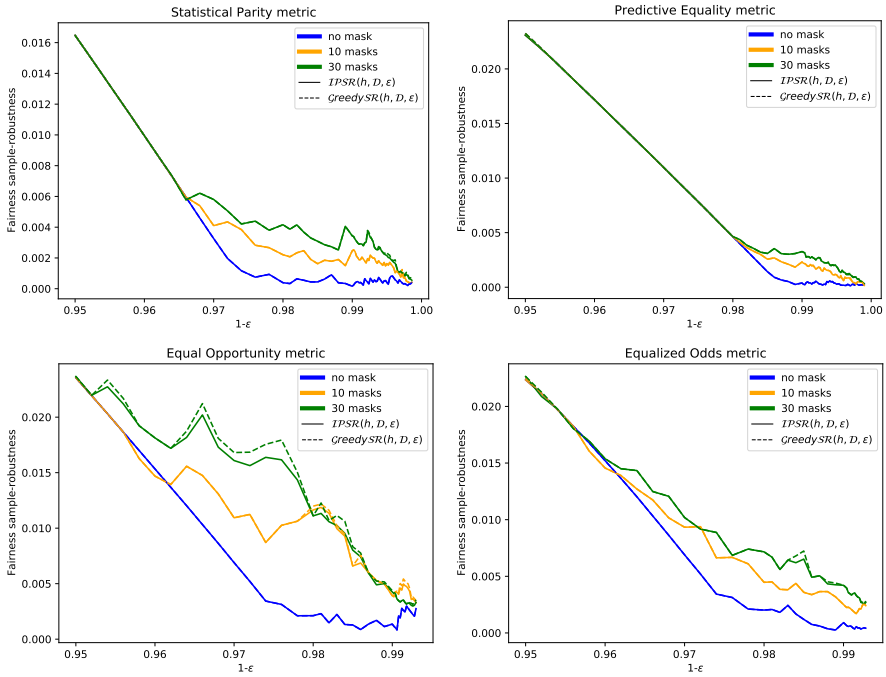 Statistical Parity metric
Fairness sample-robustness
0.016
0.014
0.012
0.010
0.008
0.006
0.004
0.002
0.000
no mask
10 masks
30 masks
𝓘𝓟𝓢𝓡(h, 𝓓, ε)
𝓖reedy𝓢𝓡(h, 𝓓, ε)
0.95 0.96 0.97 0.98 0.99 1.00
1-ε
Predictive Equality metric
Fairness sample-robustness
0.020
0.015
0.010
0.005
0.000
no mask
10 masks
30 masks
𝓘𝓟𝓢𝓡(h, 𝓓, ε)
𝓖reedy𝓢𝓡(h, 𝓓, ε)
0.95 0.96 0.97 0.98 0.99 1.00
1-ε
Equal Opportunity metric
Fairness sample-robustness
0.020
0.015
0.010
0.005
0.000
no mask
10 masks
30 masks
𝓘𝓟𝓢𝓡(h, 𝓓, ε)
𝓖reedy𝓢𝓡(h, 𝓓, ε)
0.95 0.96 0.97 0.98 0.99
1-ε
Equalized Odds metric
Fairness sample-robustness
0.020
0.015
0.010
0.005
0.000
no mask
10 masks
30 masks
𝓘𝓟𝓢𝓡(h, 𝓓, ε)
𝓖reedy𝓢𝓡(h, 𝓓, ε)
0.95 0.96 0.97 0.98 0.99
1-ε